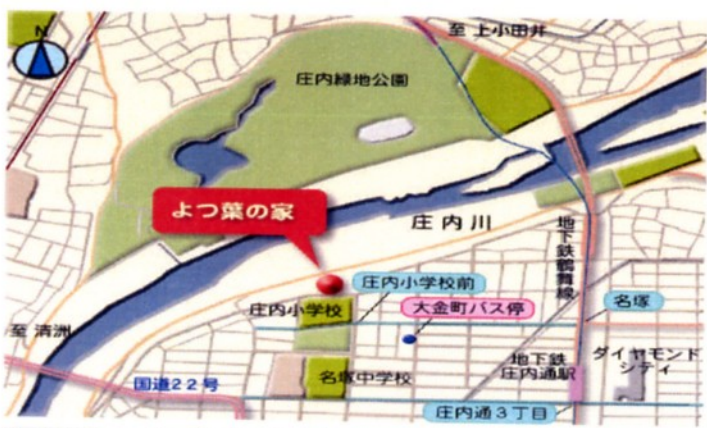 N
至 上小田井
庄内緑地公園
よつ葉の家
庄内川
地下鉄鶴舞線
庄内小学校前
庄内小学校
大金町バス停
名塚
至 清洲
地下鉄
庄内通駅
ダイヤモンド
シティ
国道22号
名塚中学校
庄内通3丁目